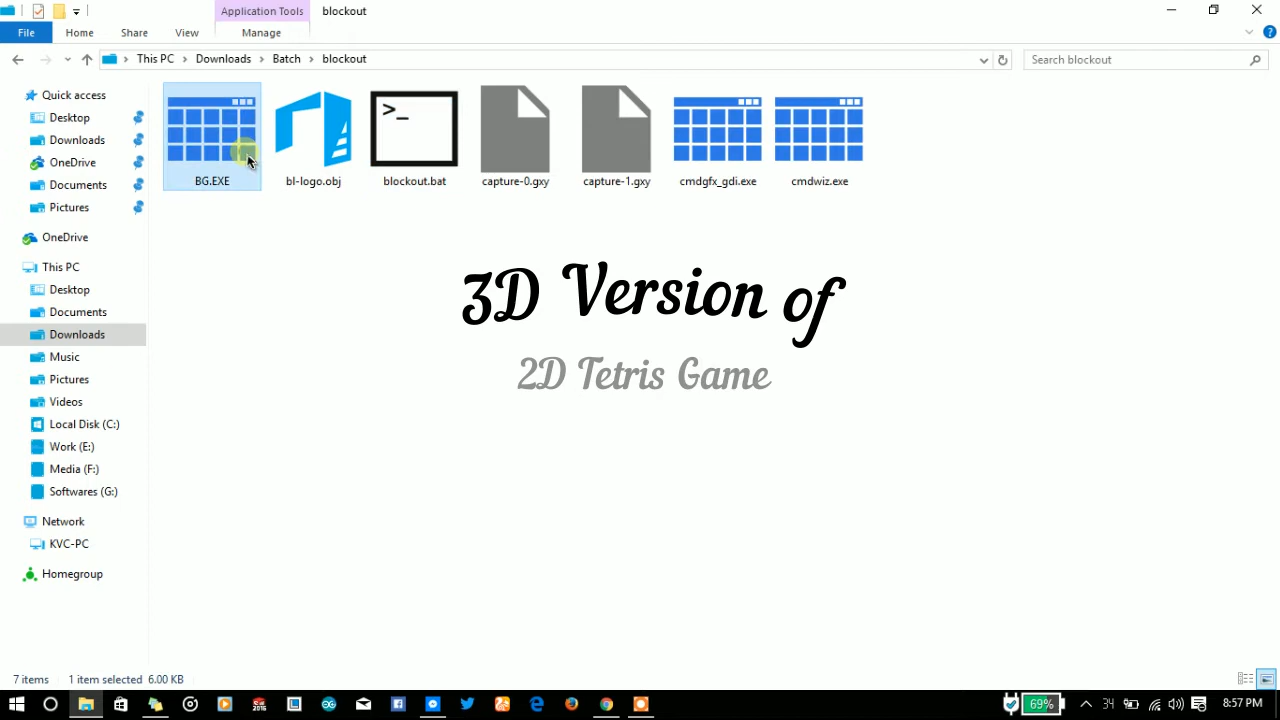 Application Tools
blockout
File
Home
Share
View
Manage
This PC
Downloads
Batch
blockout
Search blockout
Quick access
Desktop
Downloads
OneDrive
Documents
Pictures
OneDrive
This PC
Desktop
Documents
Downloads
Music
Pictures
Videos
Local Disk (C:)
Work (E:)
Media (F:)
Softwares (G:)
Network
KVC-PC
Homegroup
>_
BG.EXE
bl-logo.obj
blockout.bat
capture-0.gxy
capture-1.gxy
cmdgfx_gdi.exe
cmdwiz.exe
3D Version of
2D Tetris Game
7 items
1 item selected 6.00 KB
69%
34
8:57 PM